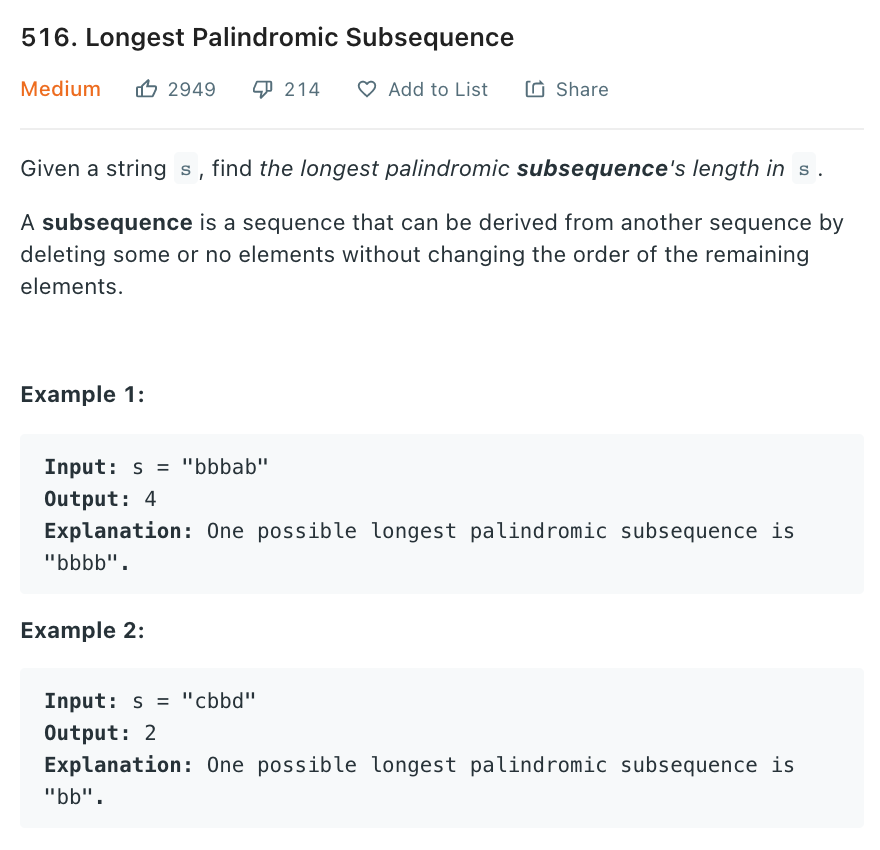 516. Longest Palindromic Subsequence
Medium 2949 214 Add to List Share
Given a string s , find the longest palindromic subsequence's length in s .
A subsequence is a sequence that can be derived from another sequence by
deleting some or no elements without changing the order of the remaining
elements.
Example 1:
Input: s = "bbbab"
Output: 4
Explanation: One possible longest palindromic subsequence is
"bbbb".
Example 2:
Input: s = "cbbd"
Output: 2
Explanation: One possible longest palindromic subsequence is
"bb".